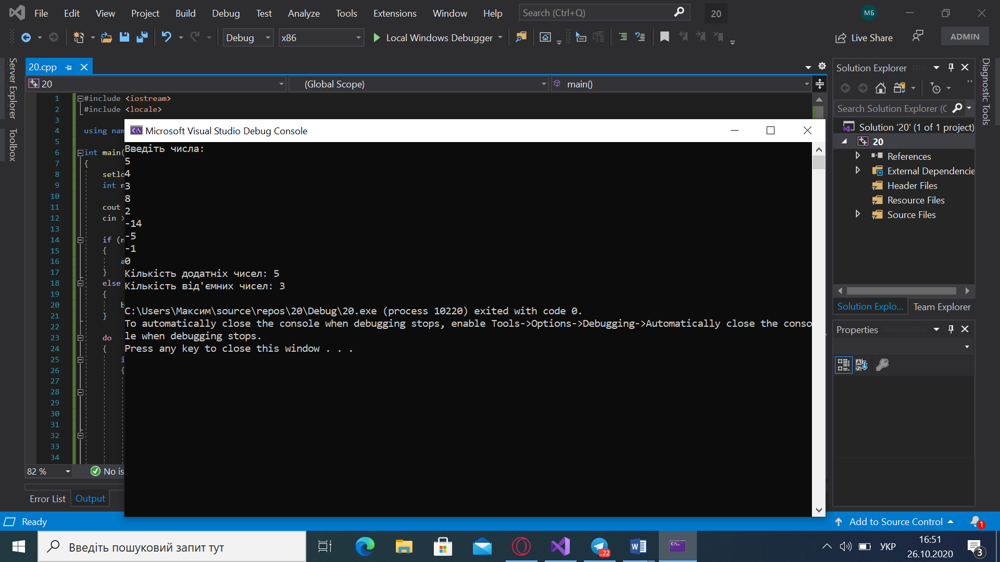 File Edit View Project Build Debug Test Analyze Tools Extensions Window Help Search (Ctrl+Q) 20 МБ
Debug x86 Local Windows Debugger Live Share ADMIN
Server Explorer
Toolbox
20.cpp
20 (Global Scope) main()
1 #include <iostream>
2 #include <locale>
3
4 using nam
5
6 int main(
7 {
8 setlo
9 int n
10
11 cout
12 cin >
13
14 if (n
15 {
16 a
17 }
18 else
19 {
20 b
21 }
22
23 do
24 {
25 i
26 {
27
28
29
30
31
32
33
34
82 % No is
Error List Output
Microsoft Visual Studio Debug Console
Введіть числа:
5
4
3
8
2
-14
-5
-1
0
Кількість додатніх чисел: 5
Кількість від'ємних чисел: 3
C:\Users\Максим\source\repos\20\Debug\20.exe (process 10220) exited with code 0.
To automatically close the console when debugging stops, enable Tools->Options->Debugging->Automatically close the conso
le when debugging stops.
Press any key to close this window . . .
Solution Explorer
Search Solution Explorer (C
Solution '20' (1 of 1 project)
20
References
External Dependencie
Header Files
Resource Files
Source Files
Solution Explo... Team Explorer
Properties
Diagnostic Tools
Ready Add to Source Control 1
Введіть пошуковий запит тут ..22 УКР 16:51
26.10.2020 3